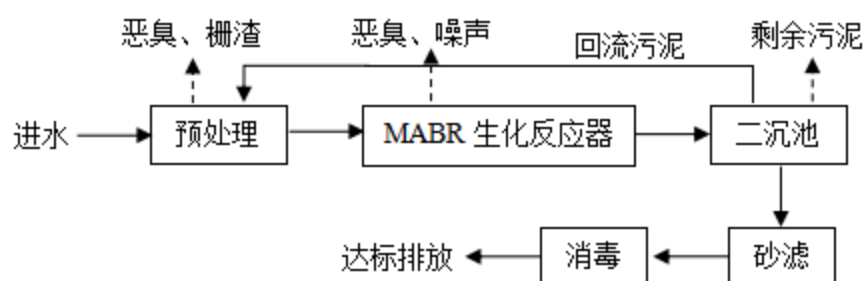 恶臭、栅渣
恶臭、噪声
回流污泥
剩余污泥
进水
预处理
MABR 生化反应器
二沉池
达标排放
消毒
砂滤